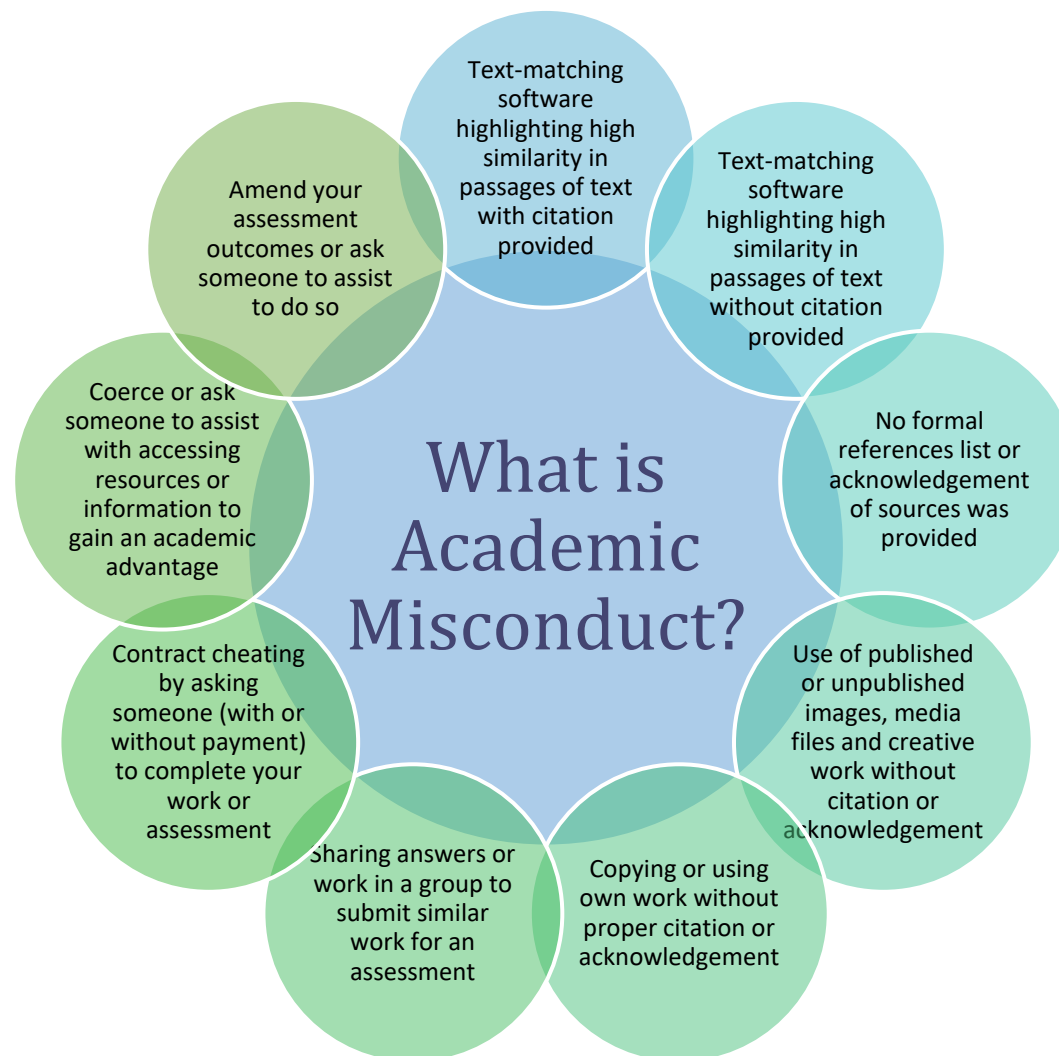 What is
Academic
Misconduct?
Text-matching
software
highlighting high
similarity in
passages of text
with citation
provided
Text-matching
software
highlighting high
similarity in
passages of text
without citation
provided
No formal
references list or
acknowledgement
of sources was
provided
Use of published
or unpublished
images, media
files and creative
work without
citation or
acknowledgement
Copying or using
own work without
proper citation or
acknowledgement
Sharing answers or
work in a group to
submit similar
work for an
assessment
Contract cheating
by asking
someone (with or
without payment)
to complete your
work or
assessment
Coerce or ask
someone to assist
with accessing
resources or
information to
gain an academic
advantage
Amend your
assessment
outcomes or ask
someone to assist
to do so